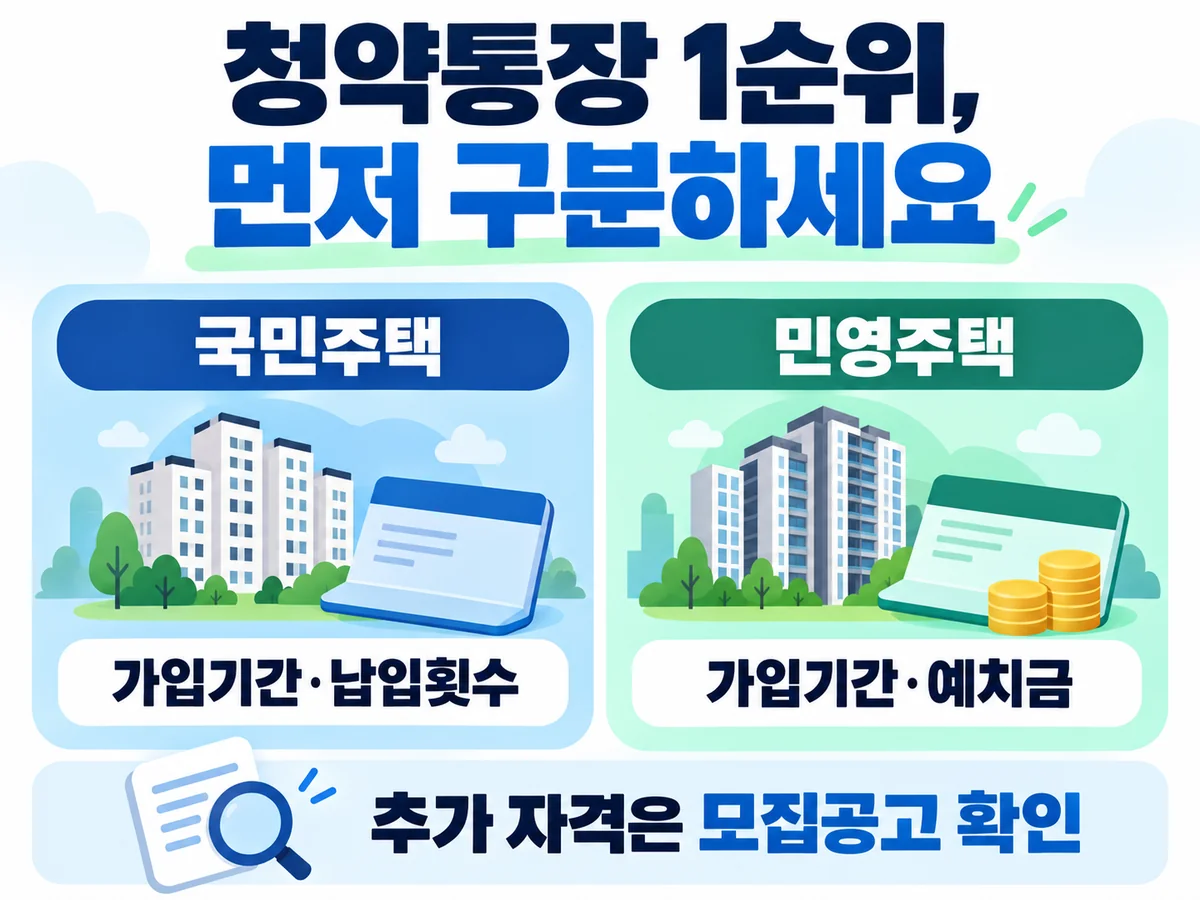 청약통장 1순위,
먼저 구분하세요
국민주택
민영주택
가입기간·납입횟수
가입기간·예치금
추가 자격은 모집공고 확인